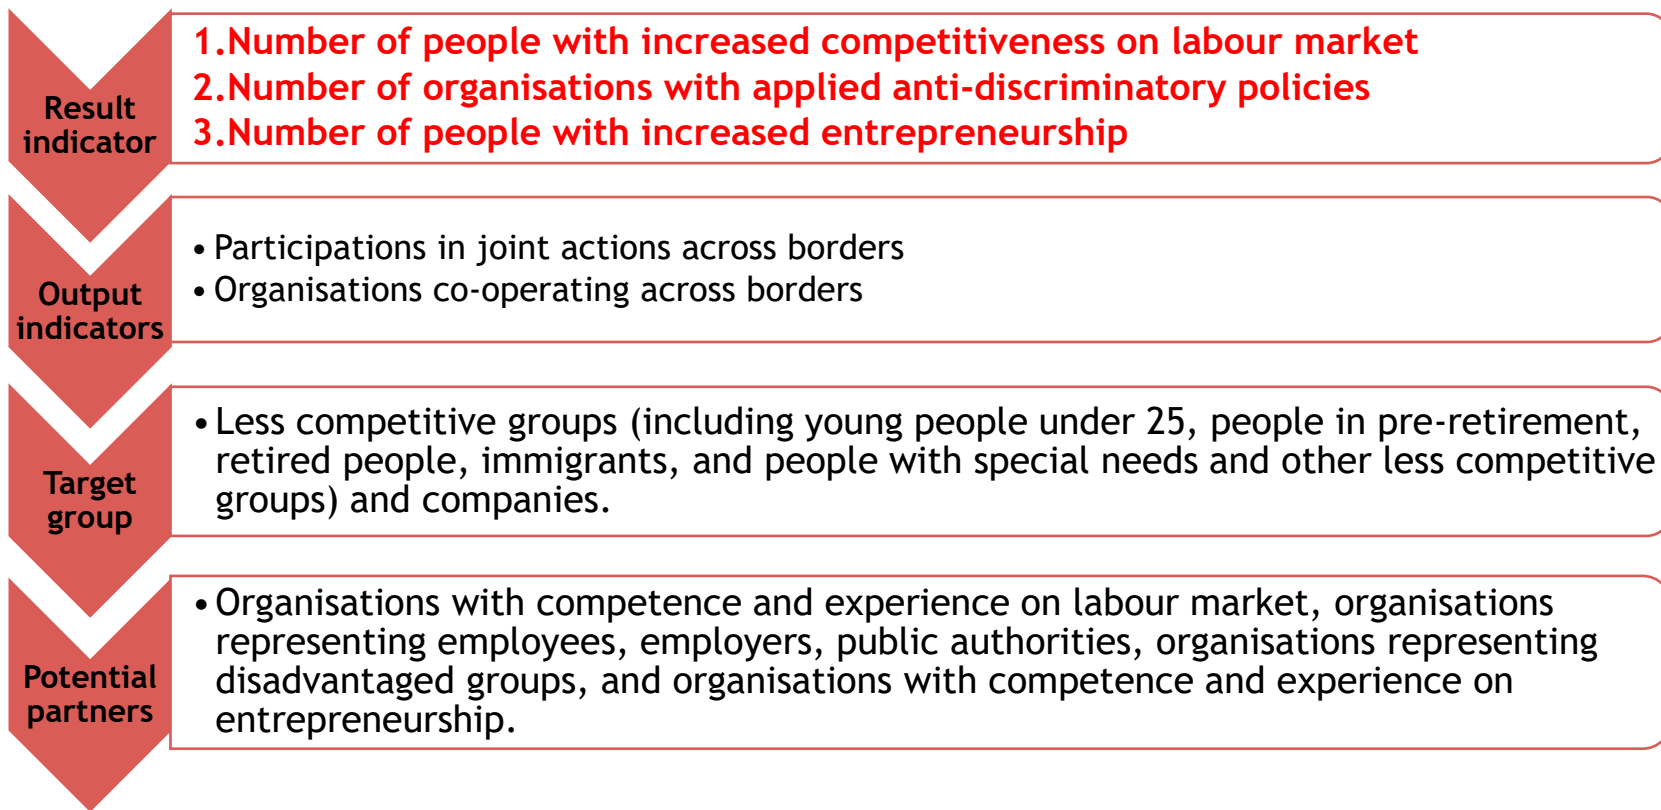 Result
indicator
1.Number of people with increased competitiveness on labour market
2.Number of organisations with applied anti-discriminatory policies
3.Number of people with increased entrepreneurship
Output
indicators
• Participations in joint actions across borders
• Organisations co-operating across borders
Target
group
• Less competitive groups (including young people under 25, people in pre-retirement,
retired people, immigrants, and people with special needs and other less competitive
groups) and companies.
Potential
partners
• Organisations with competence and experience on labour market, organisations
representing employees, employers, public authorities, organisations representing
disadvantaged groups, and organisations with competence and experience on
entrepreneurship.